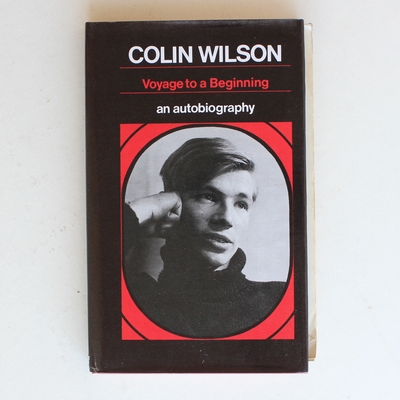 COLIN WILSON
Voyage to a Beginning
an autobiography